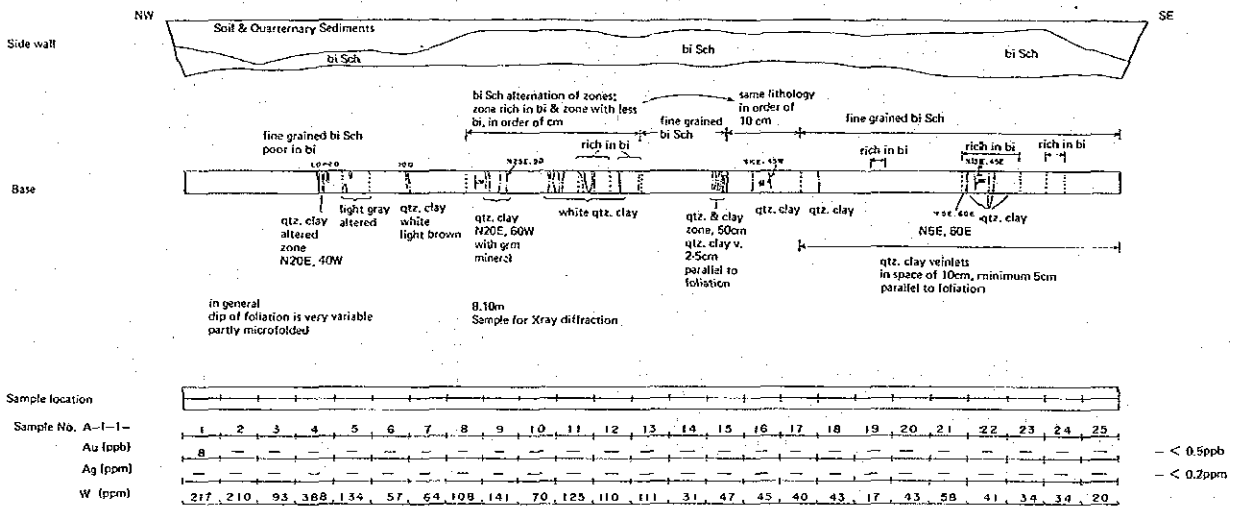 NW
SE
Side wall
Soil & Quarternary Sediments
bi Sch
bi Sch
bi Sch
bi Sch alternation of zones;
zone rich in bi & zone with less
bi, in order of cm
same lithology
in order of
10 cm
fine grained bi Sch
poor in bi
fine grained
bi Sch
fine grained bi Sch
rich in bi
rich in bi
rich in bi
rich in bi
Base
qtz. clay
altered
zone
N20E, 40W
light gray
altered
qtz. clay
white
light brown
qtz. clay
N20E, 60W
with grm
mineral
white qtz. clay
qtz. & clay
zone, 50cm
qtz. clay v.
2-5cm
parallel to
foliation
qtz. clay
qtz. clay
qtz. clay
N5E, 60E
qtz. clay veinlets
in space of 10cm, minimum 5cm
parallel to foliation
in general
dip of foliation is very variable
partly microfolded
8.10m
Sample for Xray diffraction
Sample location
Sample No. A-I-1- 1 2 3 4 5 6 7 8 9 10 11 12 13 14 15 16 17 18 19 20 21 22 23 24 25
Au (ppb) 8 — — — — — — — — — — — — — — — — — — — — — — — — — < 0.5ppb
Ag (ppm) — — — — — — — — — — — — — — — — — — — — — — — — — — < 0.2ppm
W (ppm) 217 210 93 388 134 57 64 108 141 70 125 110 111 31 47 45 40 43 17 43 58 41 34 34 20